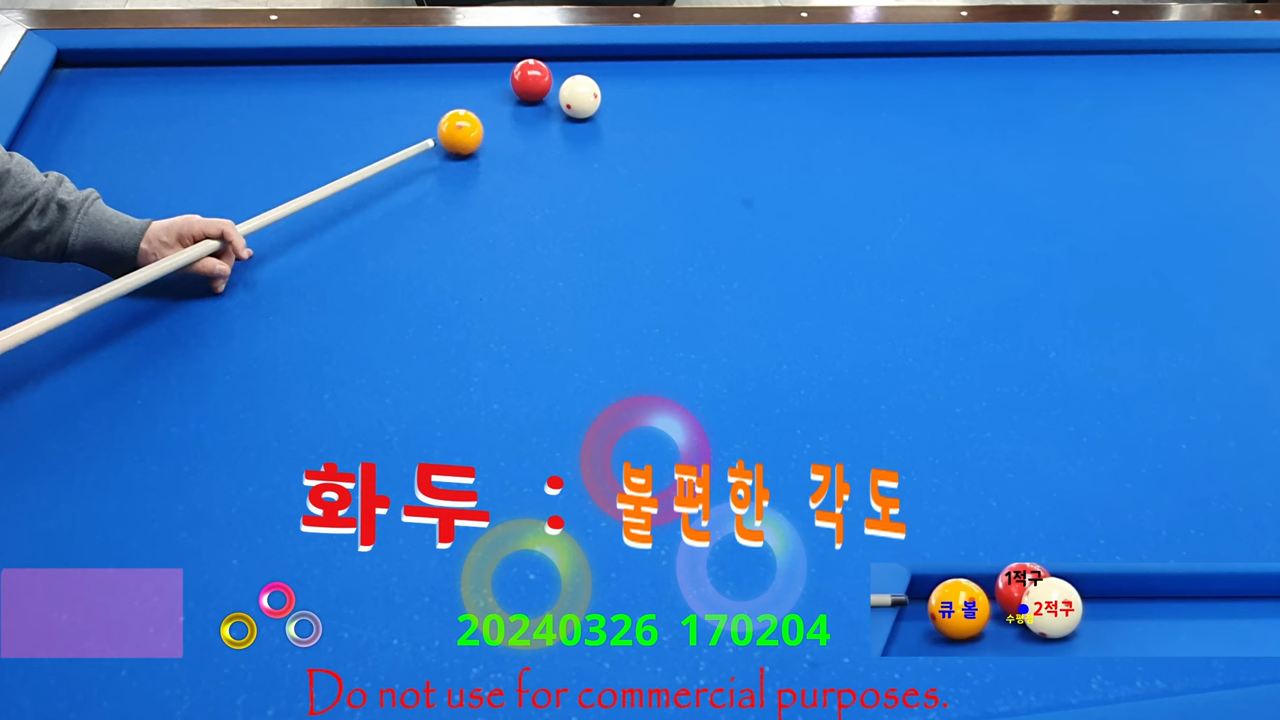 화두 : 불편한 각도
1적구
큐 볼
2적구
20240326 170204
Do not use for commercial purposes.